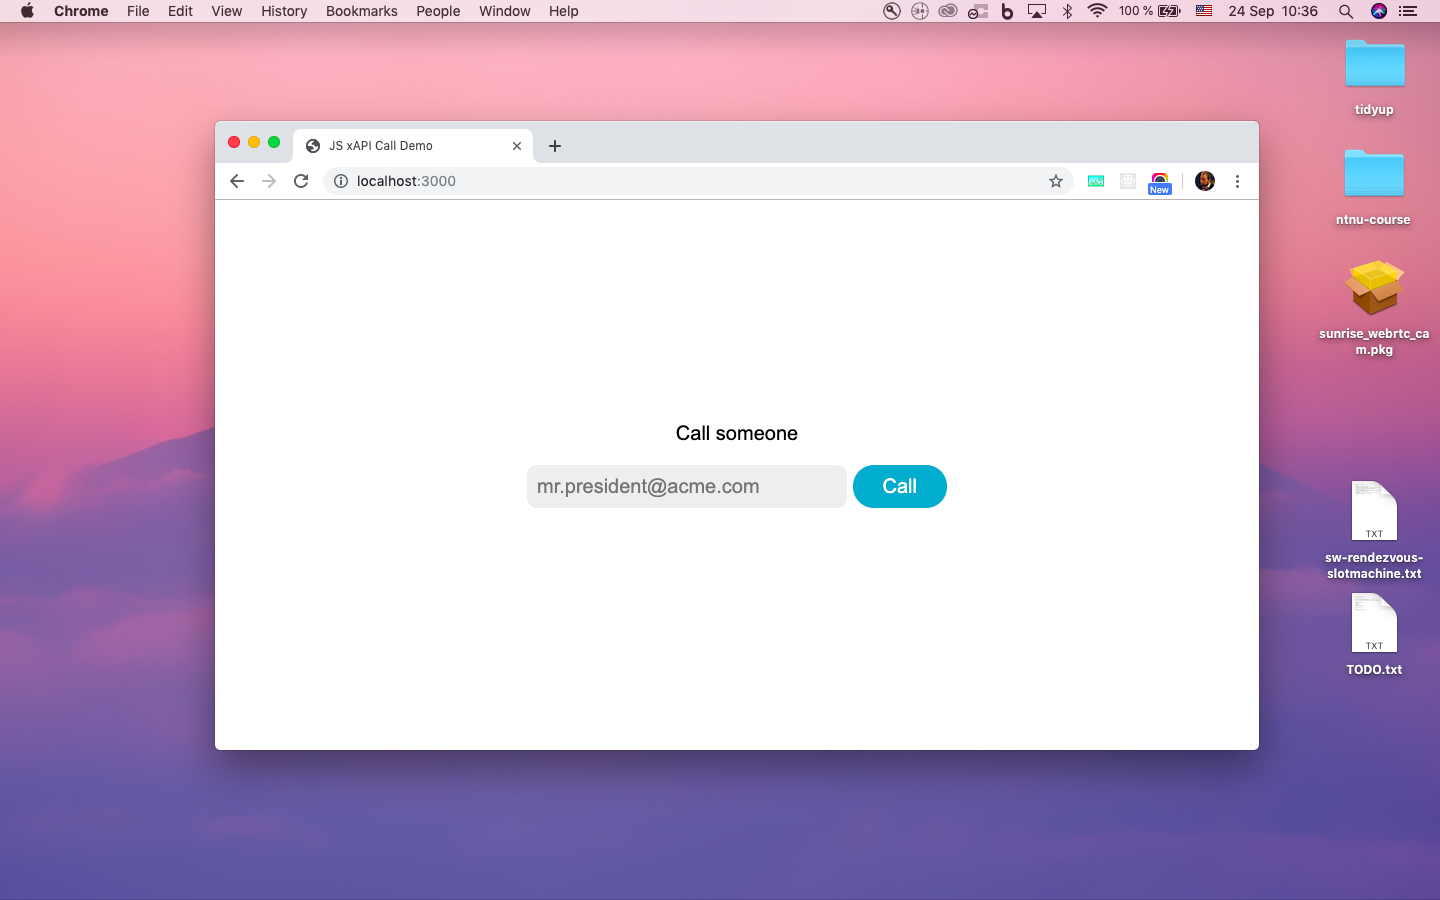 Chrome File Edit View History Bookmarks People Window Help
100 % 24 Sep 10:36
tidyup
ntnu-course
sunrise_webrtc_ca
m.pkg
TXT
sw-rendezvous-
slotmachine.txt
TXT
TODO.txt
JS xAPI Call Demo
localhost:3000
New
Call someone
mr.president@acme.com
Call